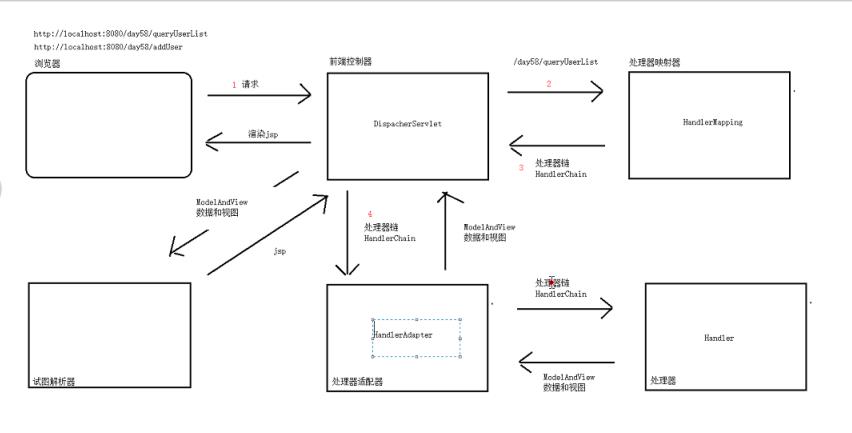 http://localhost:8080/day58/queryUserList
http://localhost:8080/day58/addUser
浏览器
前端控制器
/day58/queryUserList
处理器映射器
1 请求
2
DispacherServlet
HandlerMapping
渲染jsp
3
处理器链
HandlerChain
ModelAndView
数据和视图
4
处理器链
HandlerChain
ModelAndView
数据和视图
jsp
处理器链
HandlerChain
HandlerAdapter
Handler
ModelAndView
数据和视图
试图解析器
处理器适配器
处理器